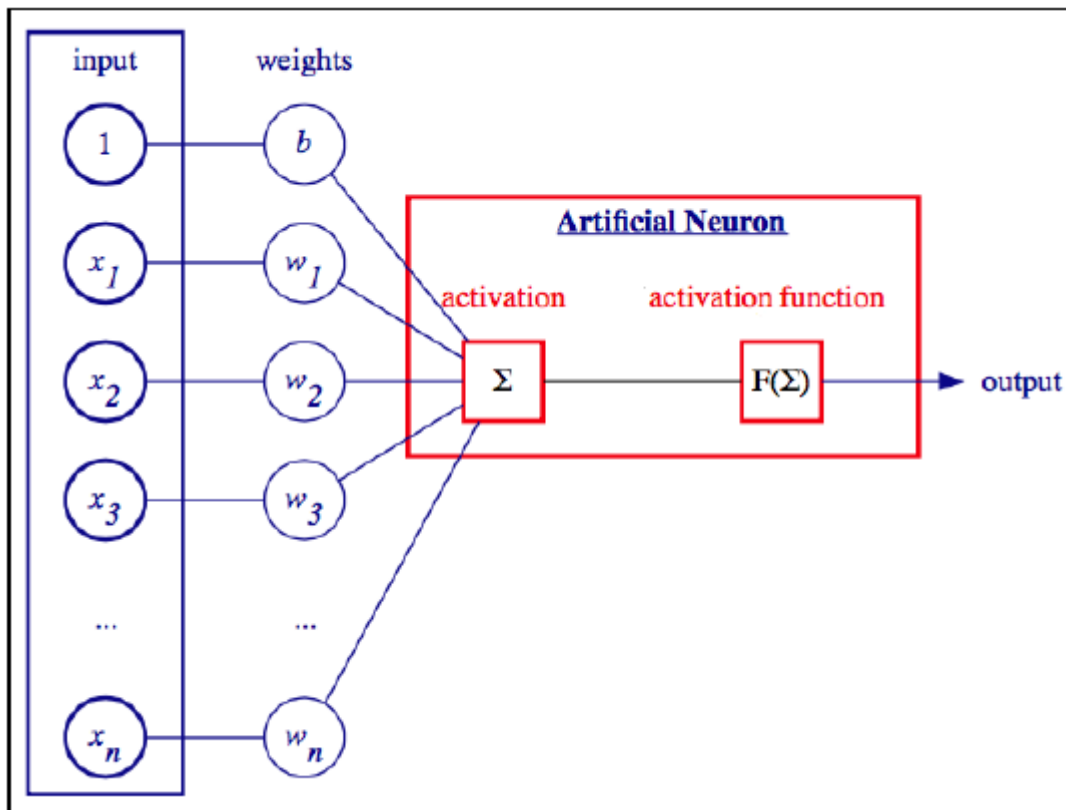 input
weights
1
b
Artificial Neuron
x1
w1
activation
activation function
x2
w2
Σ
F(Σ)
output
x3
w3
...
...
xn
wn